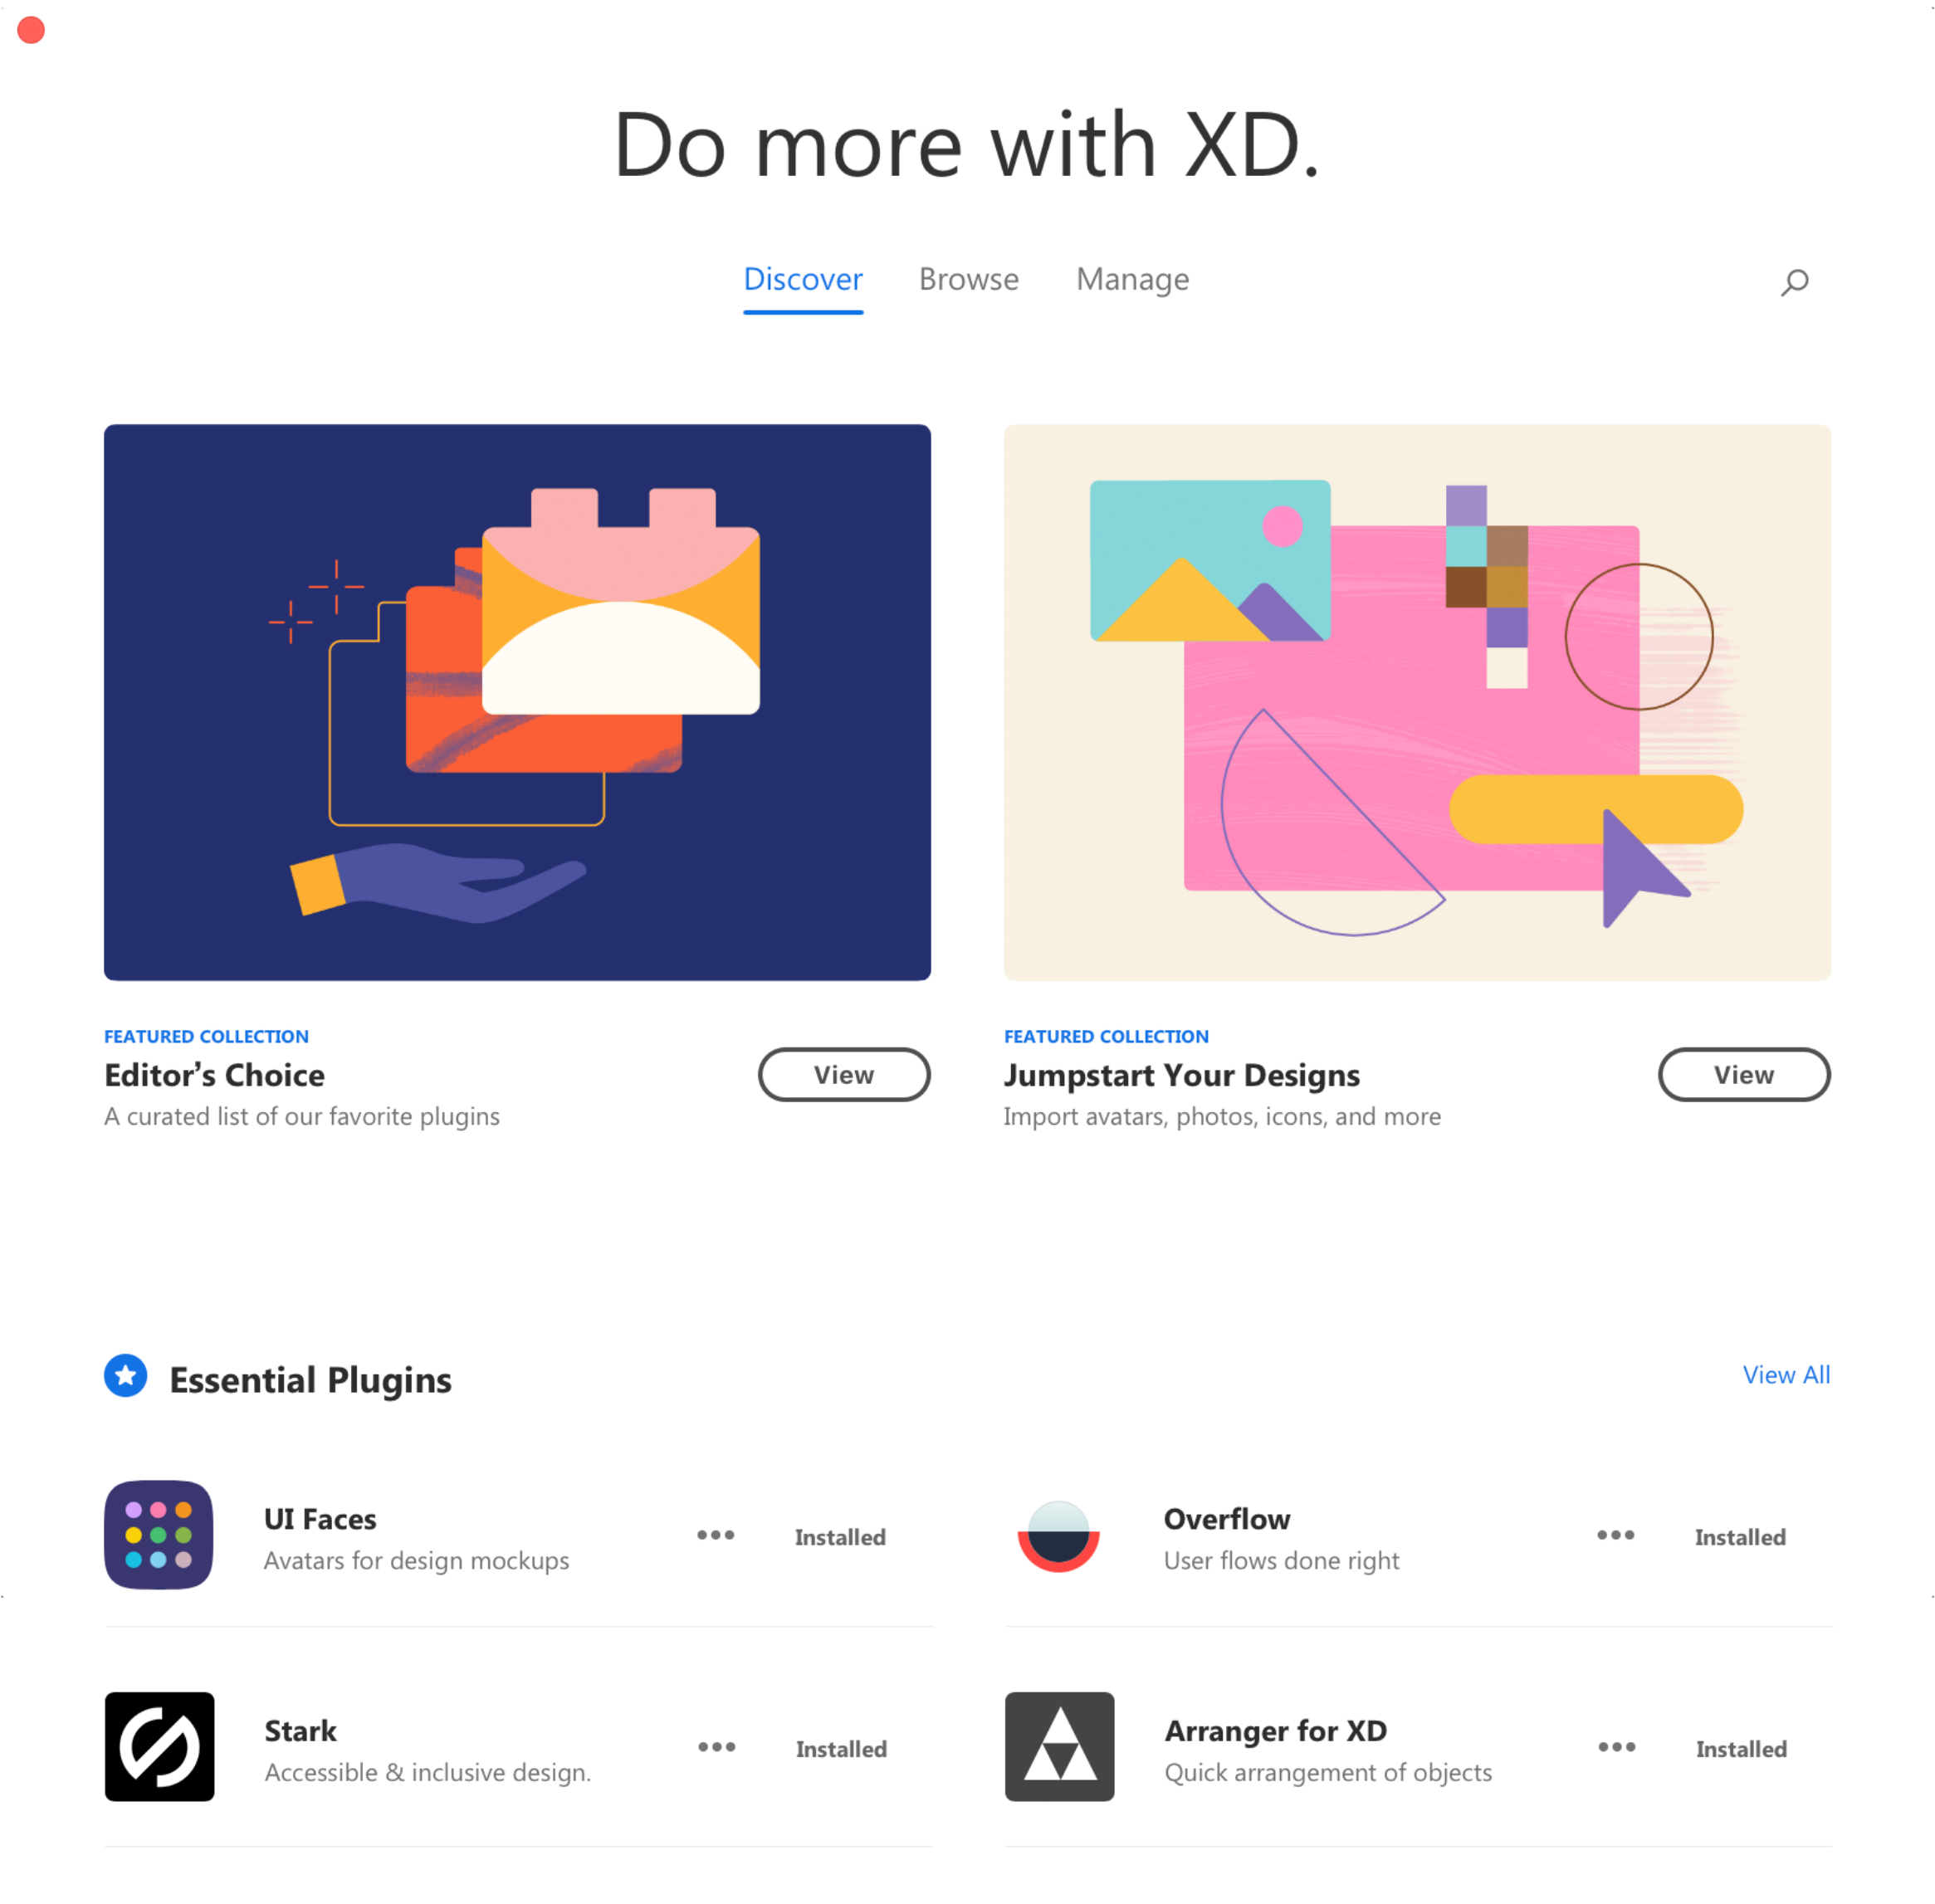 Do more with XD.
Discover
Browse
Manage
FEATURED COLLECTION
Editor’s Choice
A curated list of our favorite plugins
View
FEATURED COLLECTION
Jumpstart Your Designs
Import avatars, photos, icons, and more
View
Essential Plugins
View All
UI Faces
Avatars for design mockups
Installed
Overflow
User flows done right
Installed
Stark
Accessible & inclusive design.
Installed
Arranger for XD
Quick arrangement of objects
Installed